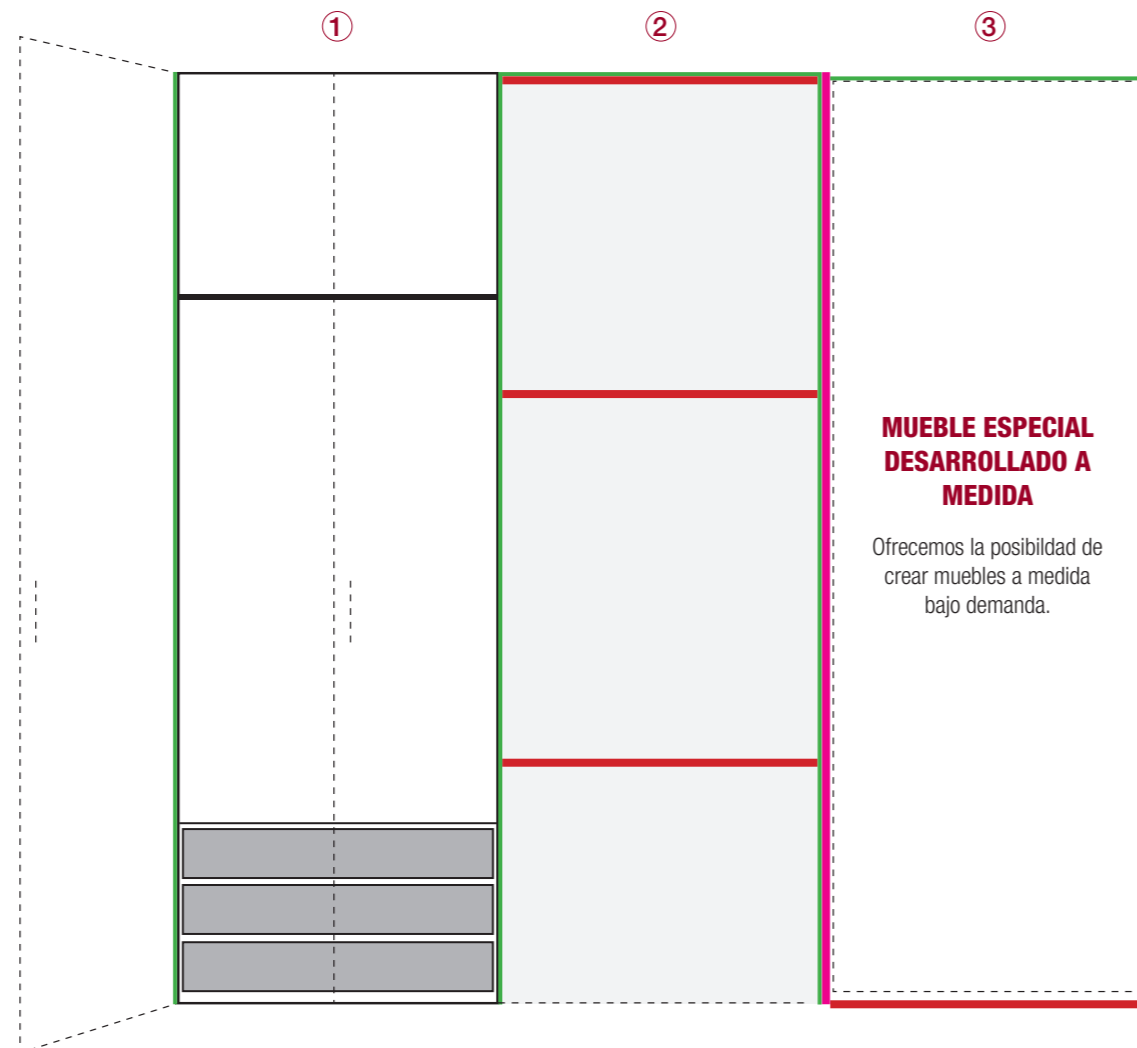 ① ② ③
MUEBLE ESPECIAL
DESARROLLADO A
MEDIDA
Ofrecemos la posibildad de
crear muebles a medida
bajo demanda.